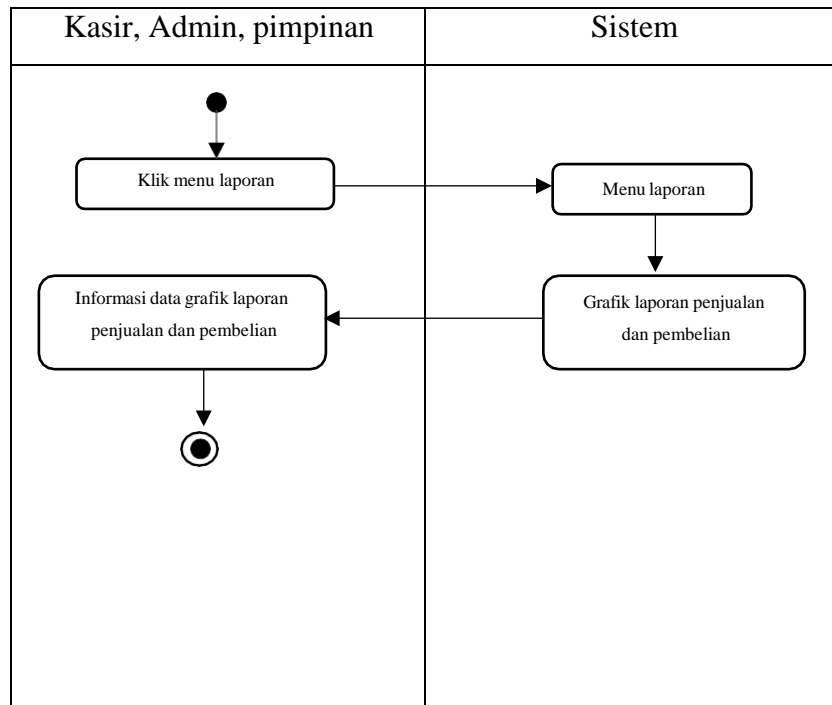 Kasir, Admin, pimpinan
Sistem
Klik menu laporan
Menu laporan
Informasi data grafik laporan
penjualan dan pembelian
Grafik laporan penjualan
dan pembelian